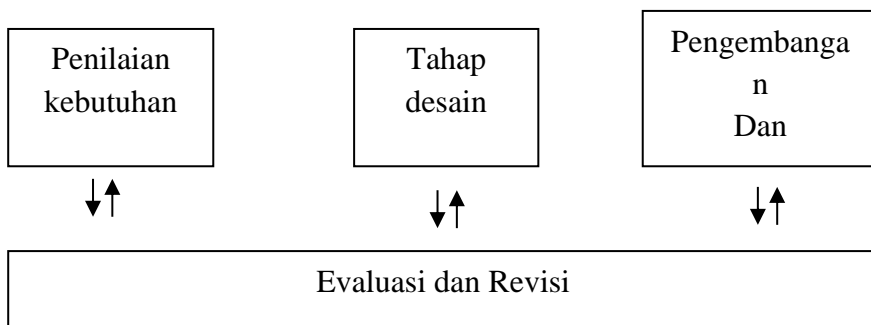 Penilaian
kebutuhan
Tahap
desain
Pengembanga
n
Dan
Evaluasi dan Revisi